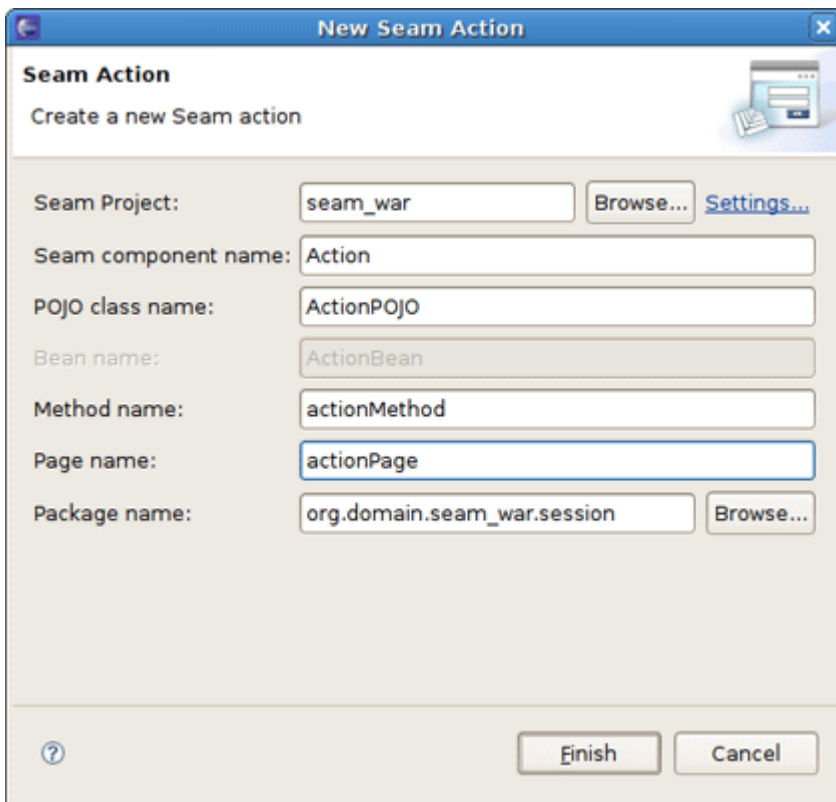 New Seam Action
Seam Action
Create a new Seam action
Seam Project: seam_war Browse... Settings...
Seam component name: Action
POJO class name: ActionPOJO
Bean name: ActionBean
Method name: actionMethod
Page name: actionPage
Package name: org.domain.seam_war.session Browse...
Finish Cancel